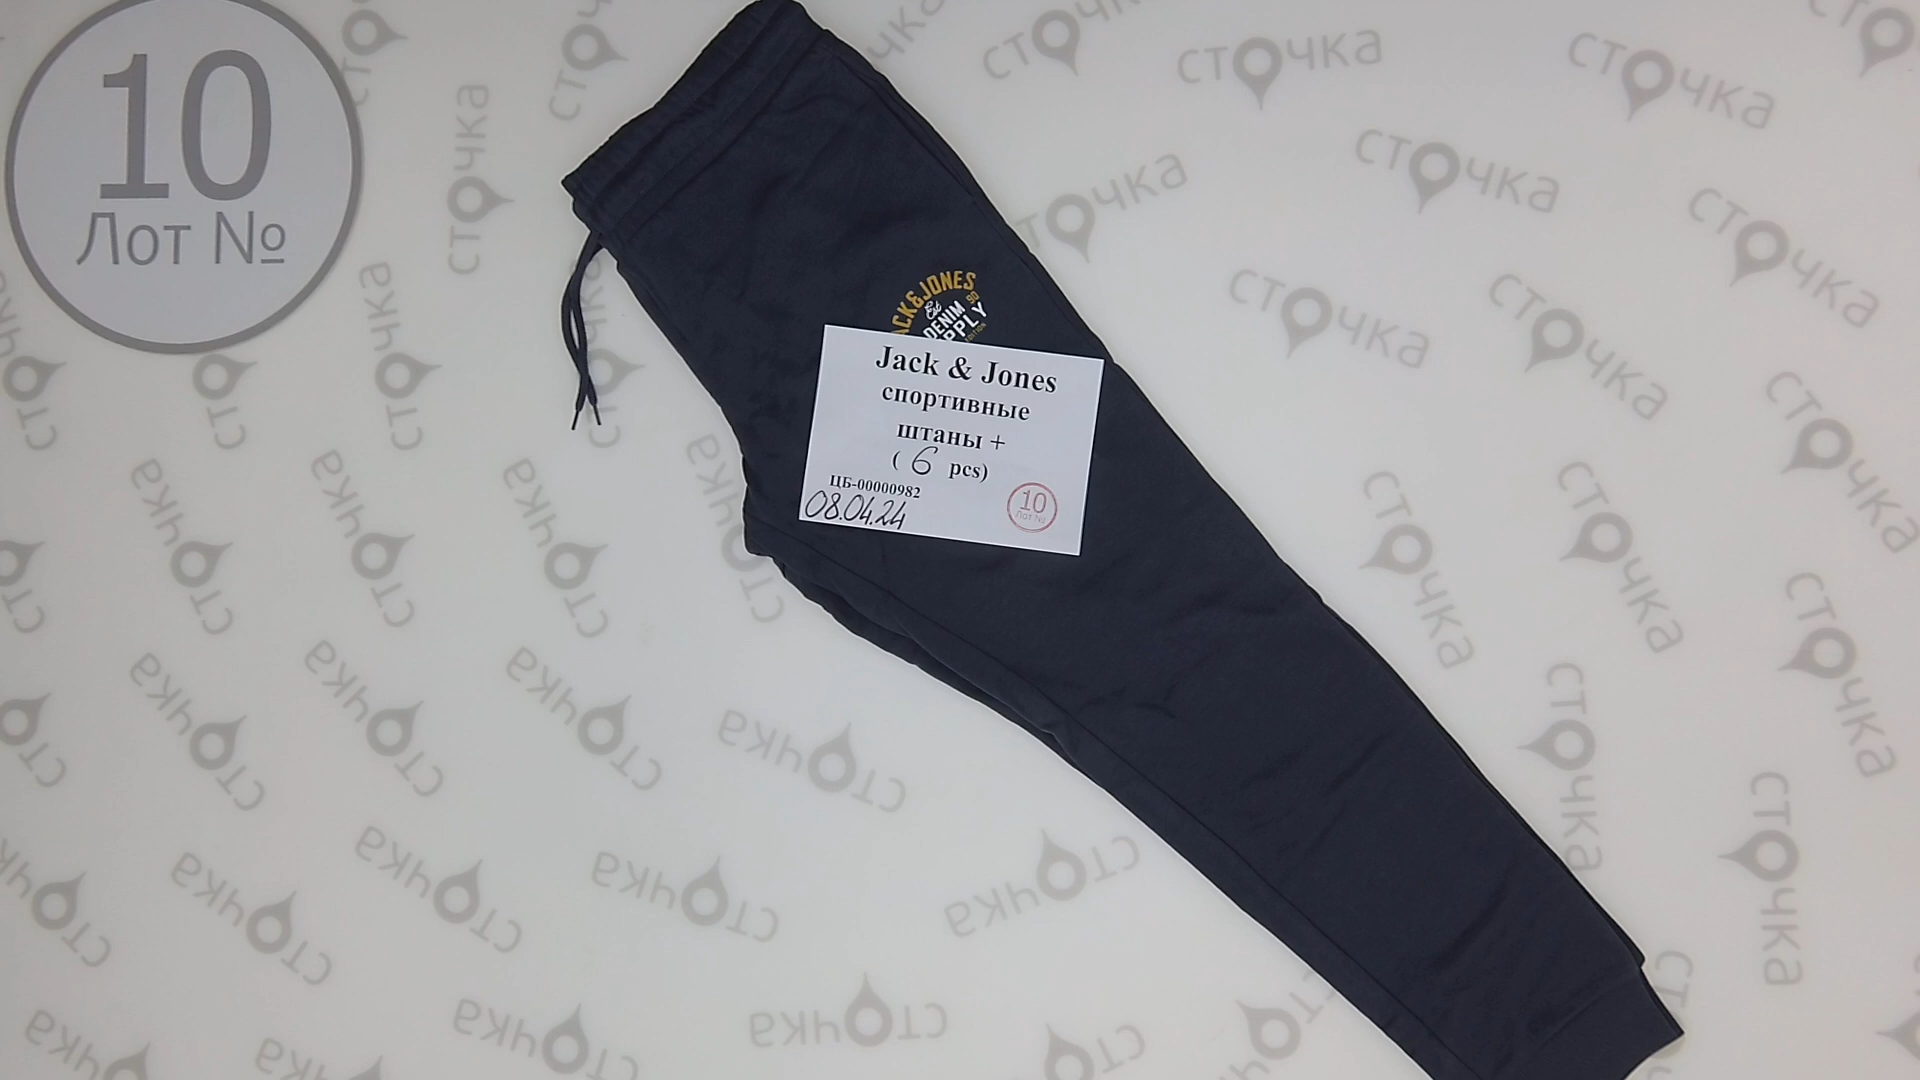 10
Лот №
JACK & JONES
Est
90
DENIM
Jack & Jones
спортивные
штаны +
( 6 pcs)
ЦБ-00000982
08.04.24
10
Лот №
сточка